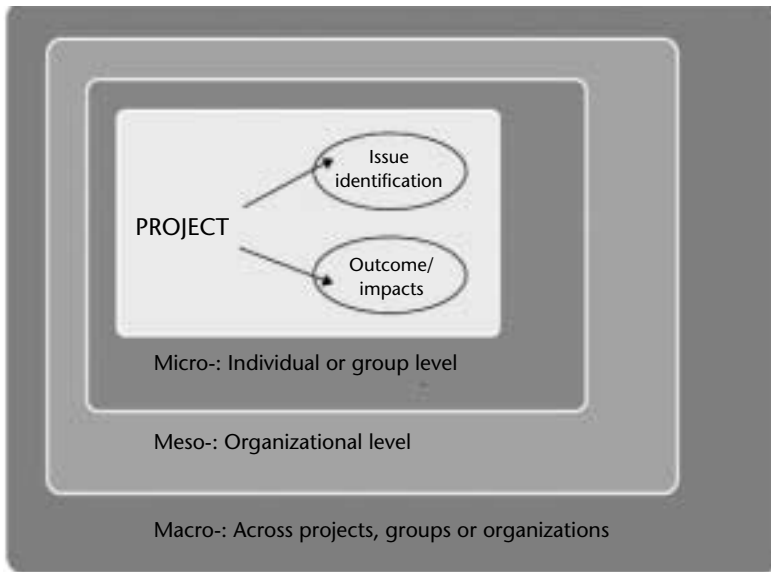 Issue
identification
PROJECT
Outcome/
impacts
Micro-: Individual or group level
Meso-: Organizational level
Macro-: Across projects, groups or organizations